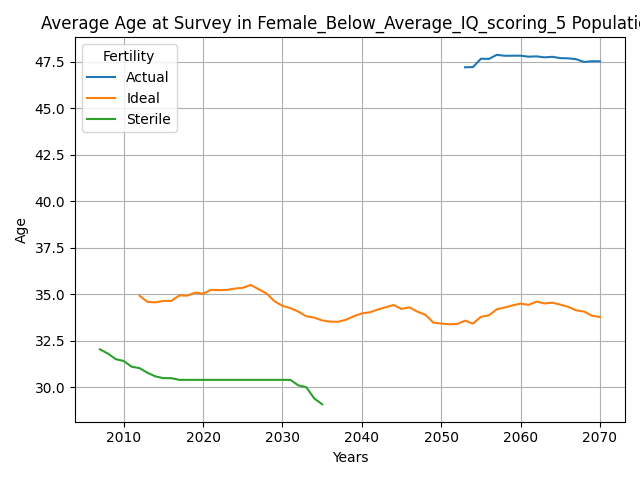 Average Age at Survey in Female_Below_Average_IQ_scoring_5 Populati
47.5
45.0
42.5
40.0
37.5
35.0
32.5
30.0
Age
Fertility
Actual
Ideal
Sterile
2010 2020 2030 2040 2050 2060 2070
Years